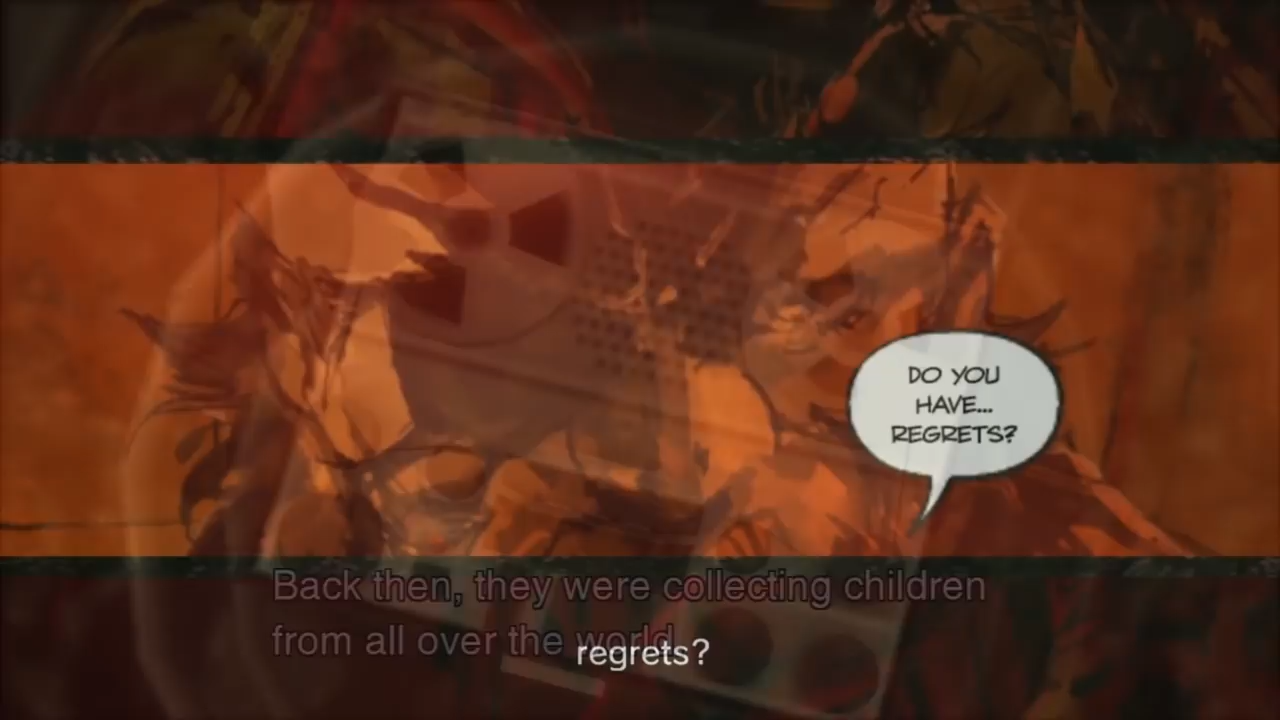 DO YOU
HAVE...
REGRETS?
Back then, they were collecting children
from all over the world.
regrets?